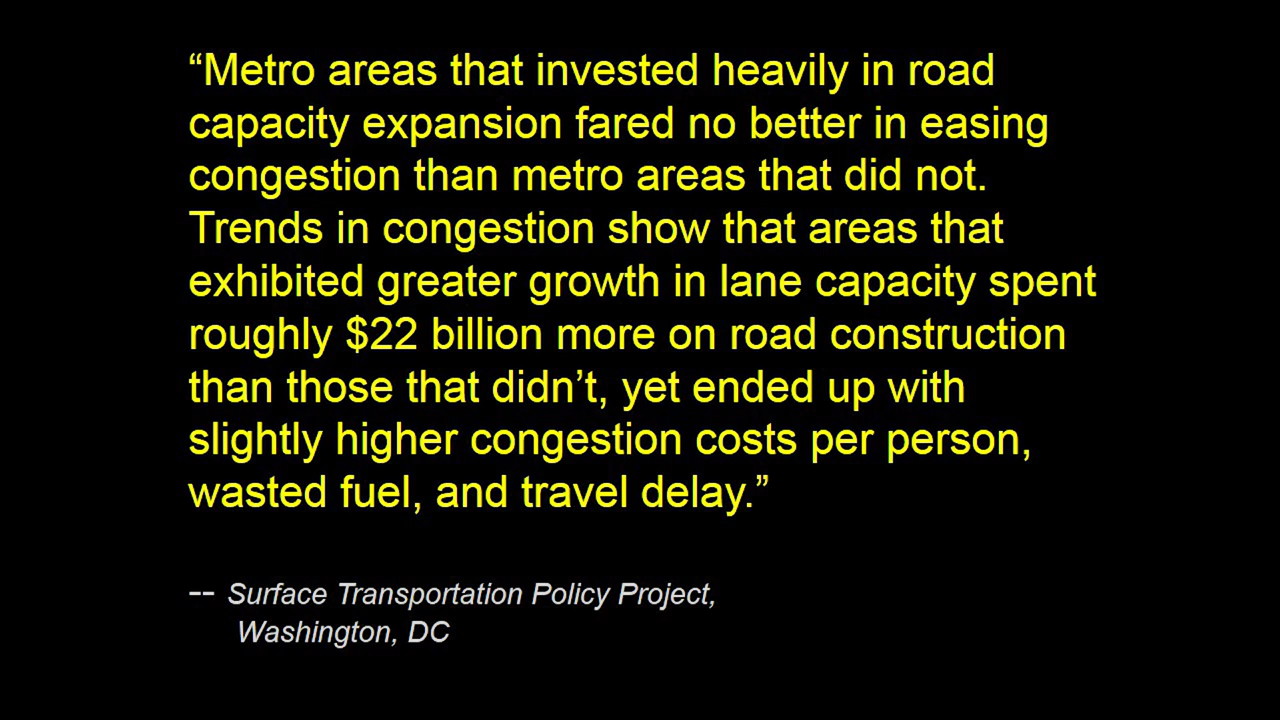 “Metro areas that invested heavily in road
capacity expansion fared no better in easing
congestion than metro areas that did not.
Trends in congestion show that areas that
exhibited greater growth in lane capacity spent
roughly $22 billion more on road construction
than those that didn’t, yet ended up with
slightly higher congestion costs per person,
wasted fuel, and travel delay.”
-- Surface Transportation Policy Project,
Washington, DC